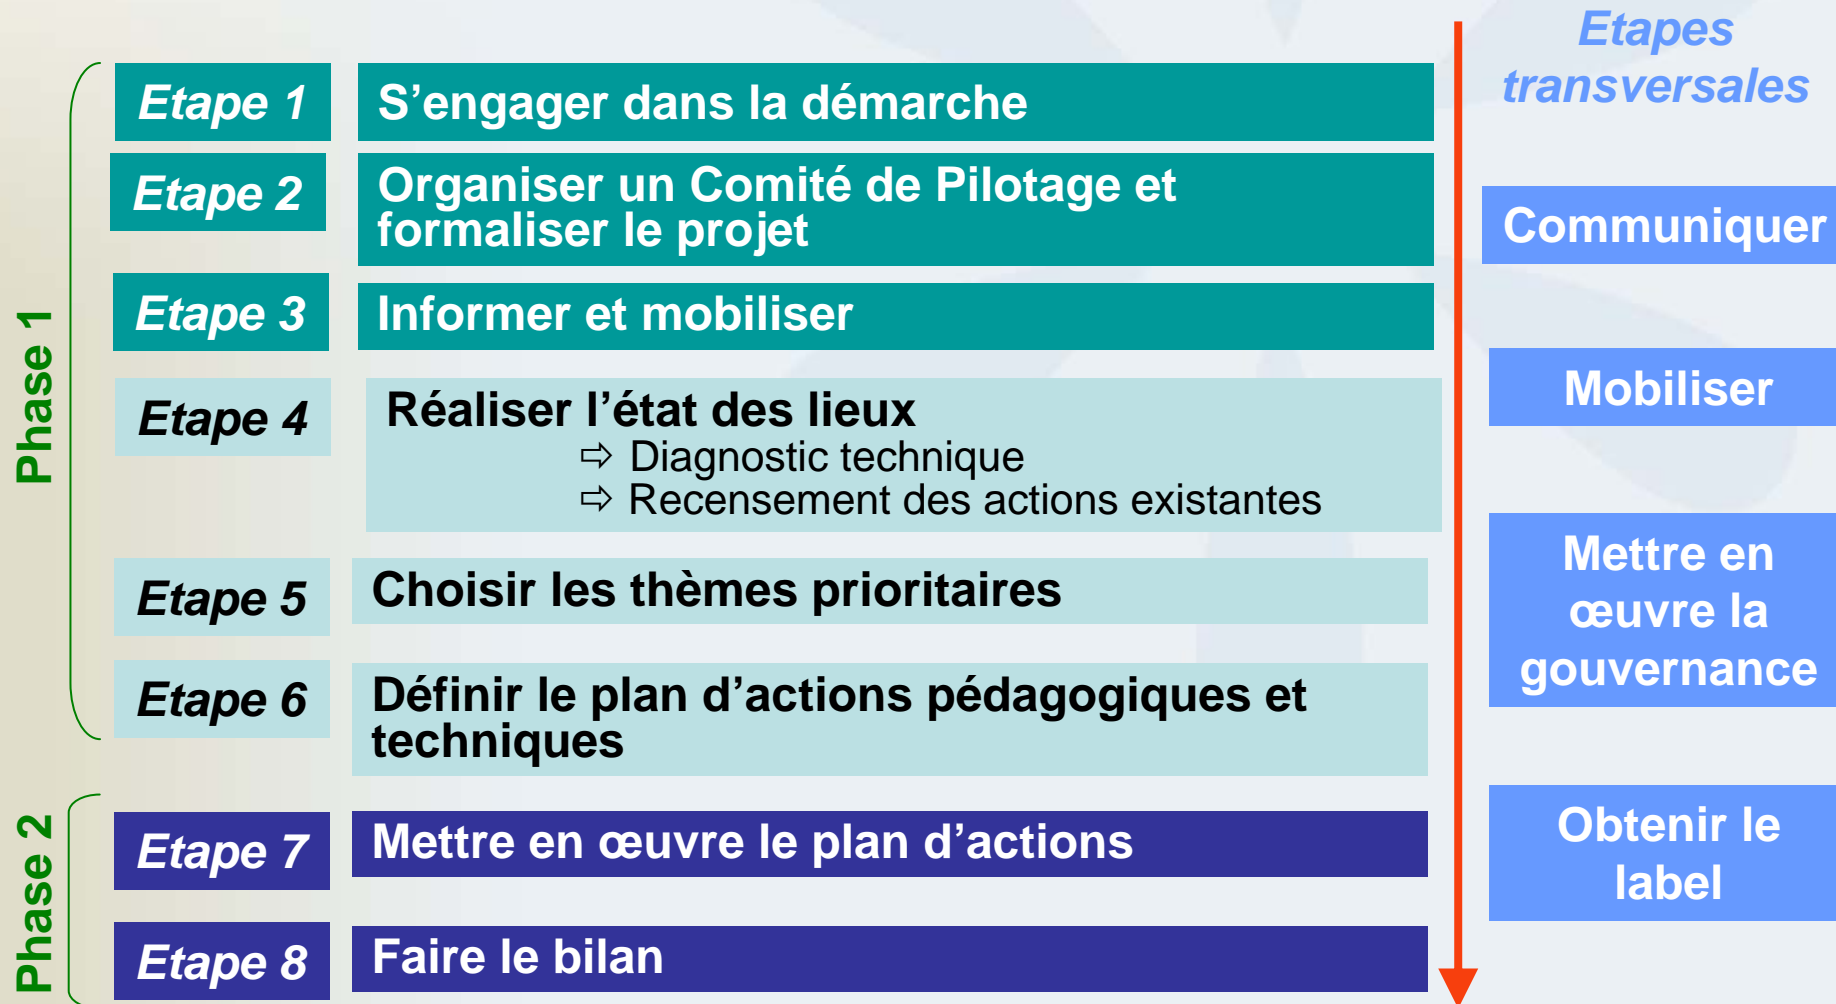 Phase 1
Etape 1
S’engager dans la démarche
Etape 2
Organiser un Comité de Pilotage et
formaliser le projet
Etape 3
Informer et mobiliser
Etape 4
Réaliser l’état des lieux
⇨ Diagnostic technique
⇨ Recensement des actions existantes
Etape 5
Choisir les thèmes prioritaires
Etape 6
Définir le plan d’actions pédagogiques et
techniques
Phase 2
Etape 7
Mettre en œuvre le plan d’actions
Etape 8
Faire le bilan
Etapes
transversales
Communiquer
Mobiliser
Mettre en
œuvre la
gouvernance
Obtenir le
label